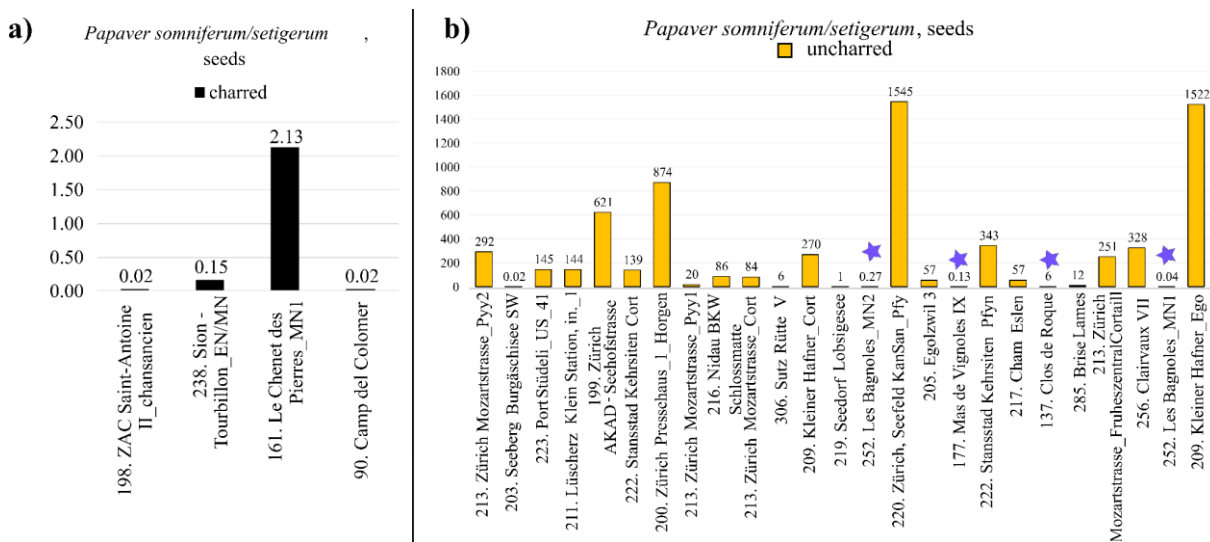 a)
Papaver somniferum/setigerum ,
seeds
charred
2.50
2.00
1.50
1.00
0.50
0.00
0.02
0.15
2.13
0.02
198. ZAC Saint-Antoine
II_chansancien
238. Sion -
Tourbillon_EN/MN
161. Le Chenet des
Pierres_MN1
90. Camp del Colomer
b)
Papaver somniferum/setigerum, seeds
uncharred
1800
1600
1400
1200
1000
800
600
400
200
0
292
0.02
145
144
621
139
874
20
86
84
6
270
1
0.27
1545
57
0.13
343
57
6
12
251
328
0.04
1522
213. Zürich Mozartstrasse_Pyy2
203. Seeberg Burgäschisee SW
223. Port Stüdeli_US_41
211. Lüscherz Klein Station, in_1
199. Zürich
AKAD - Seehofstrasse
222. Stansstad Kehrsiten Cort
200. Zürich Presschaus_1_Horgen
213. Zürich Mozartstrasse_Pyy1
216. Nidau BKW
Schlossmatte
213. Zürich Mozartstrasse_Cort
306. Sutz Rütte V
209. Kleiner Hafner_Cort
219. Seedorf Lobsigesee
252. Les Bagnoles_MN2
220. Zürich, Seefeld KanSan_Pfy
205. Egolzwil 3
177. Mas de Vignoles IX
222. Stansstad Kehrsiten Pfyn
217. Cham Eslen
137. Clos de Roque
285. Brise Lames
213. Zürich
Mozartstrasse_FruheszentralCortaill
256. Clairvaux VII
252. Les Bagnoles_MN1
209. Kleiner Hafner_Ego